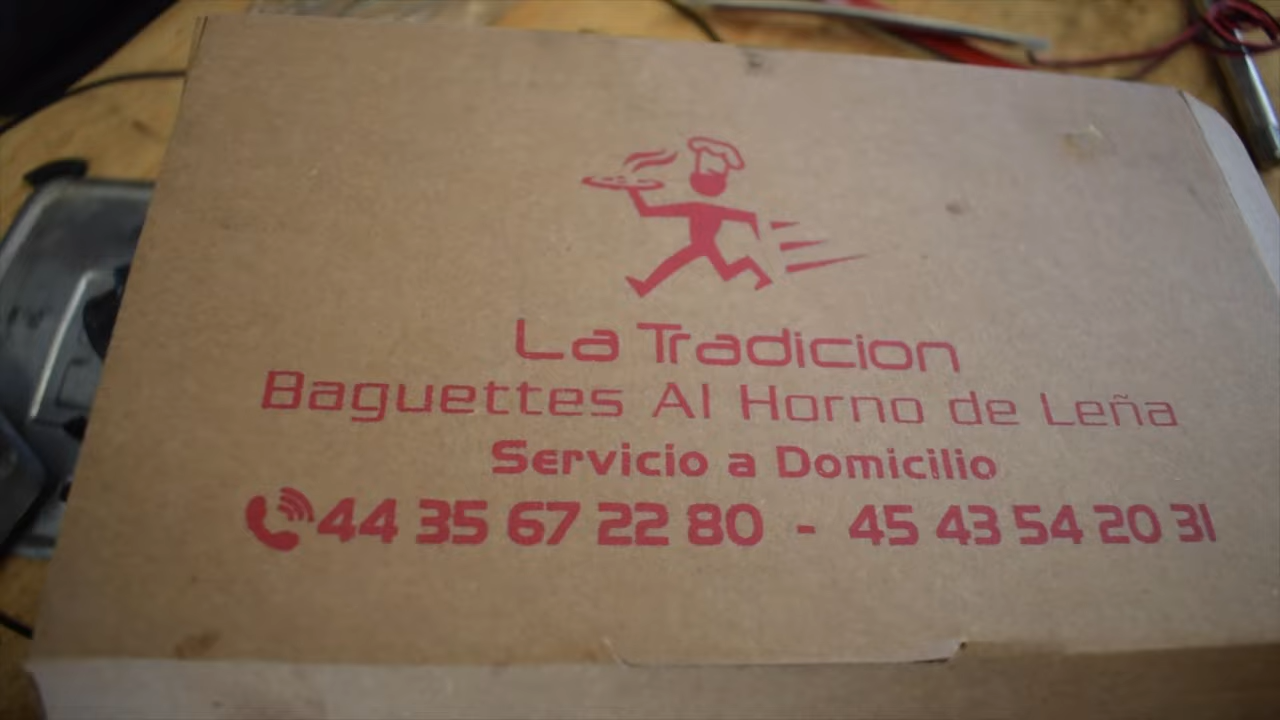 La Tradicion
Baguettes Al Horno de Leña
Servicio a Domicilio
44 35 67 22 80 - 45 43 54 20 31